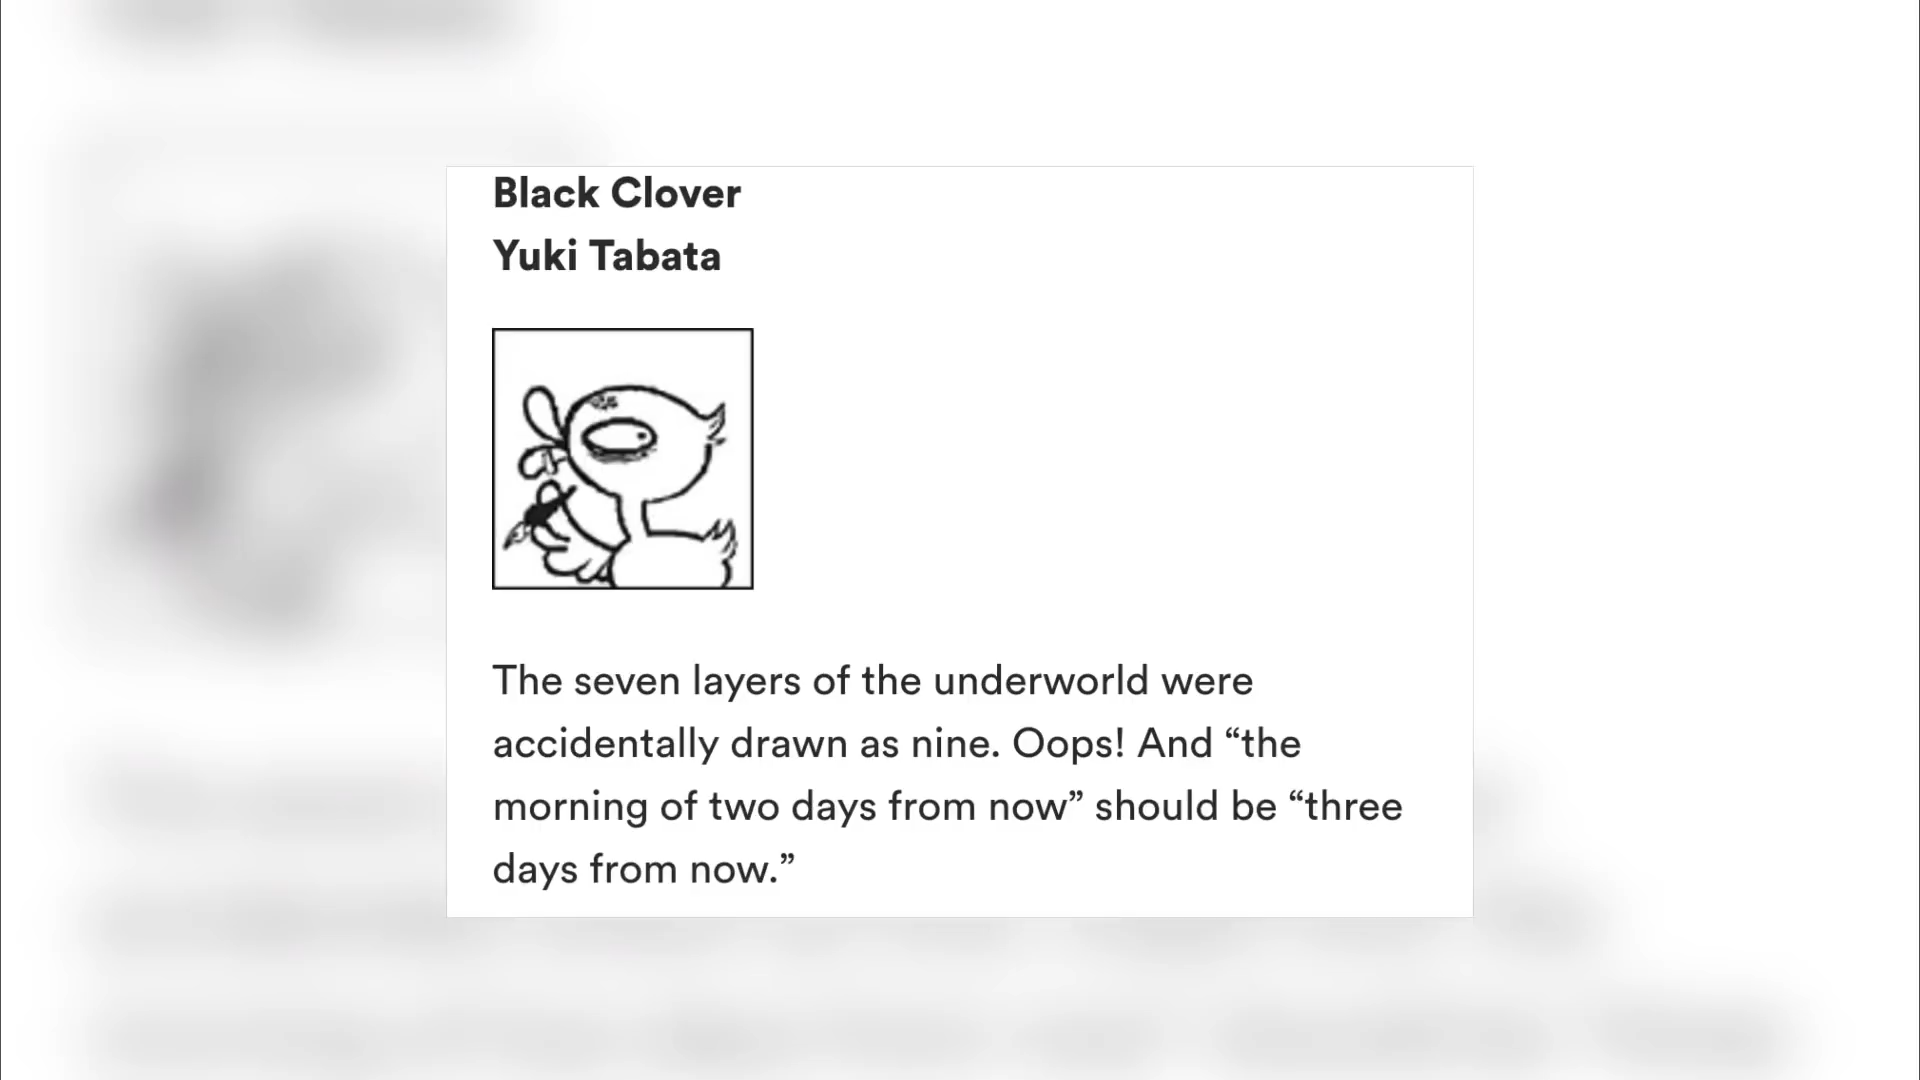 Black Clover
Yuki Tabata
The seven layers of the underworld were
accidentally drawn as nine. Oops! And “the
morning of two days from now” should be “three
days from now.”